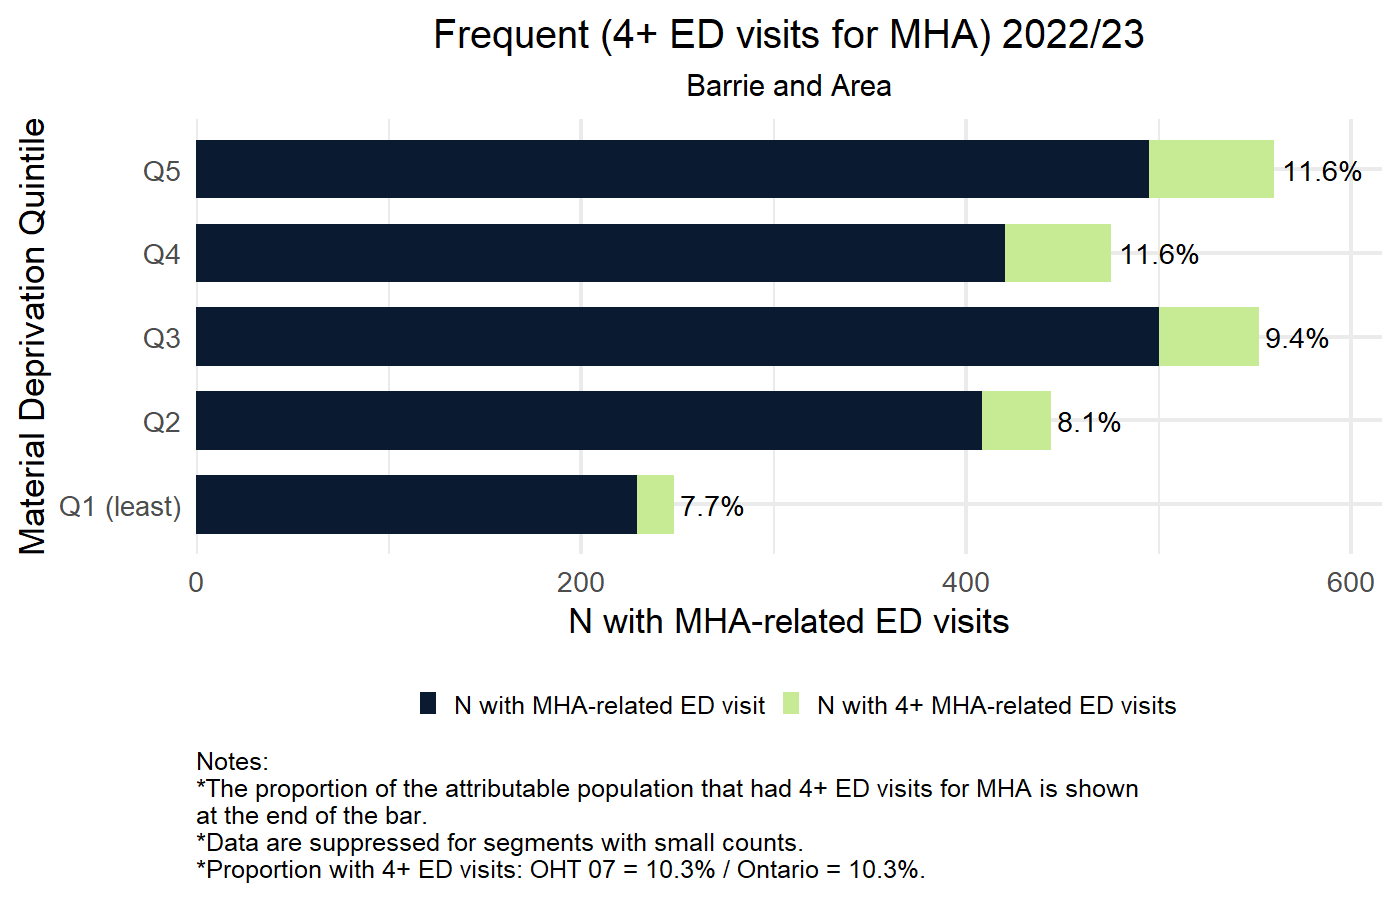 Frequent (4+ ED visits for MHA) 2022/23
Barrie and Area
Material Deprivation Quintile
Q5
11.6%
Q4
11.6%
Q3
9.4%
Q2
8.1%
Q1 (least)
7.7%
0 200 400 600
N with MHA-related ED visits
N with MHA-related ED visit N with 4+ MHA-related ED visits
Notes:
*The proportion of the attributable population that had 4+ ED visits for MHA is shown
at the end of the bar.
*Data are suppressed for segments with small counts.
*Proportion with 4+ ED visits: OHT 07 = 10.3% / Ontario = 10.3%.